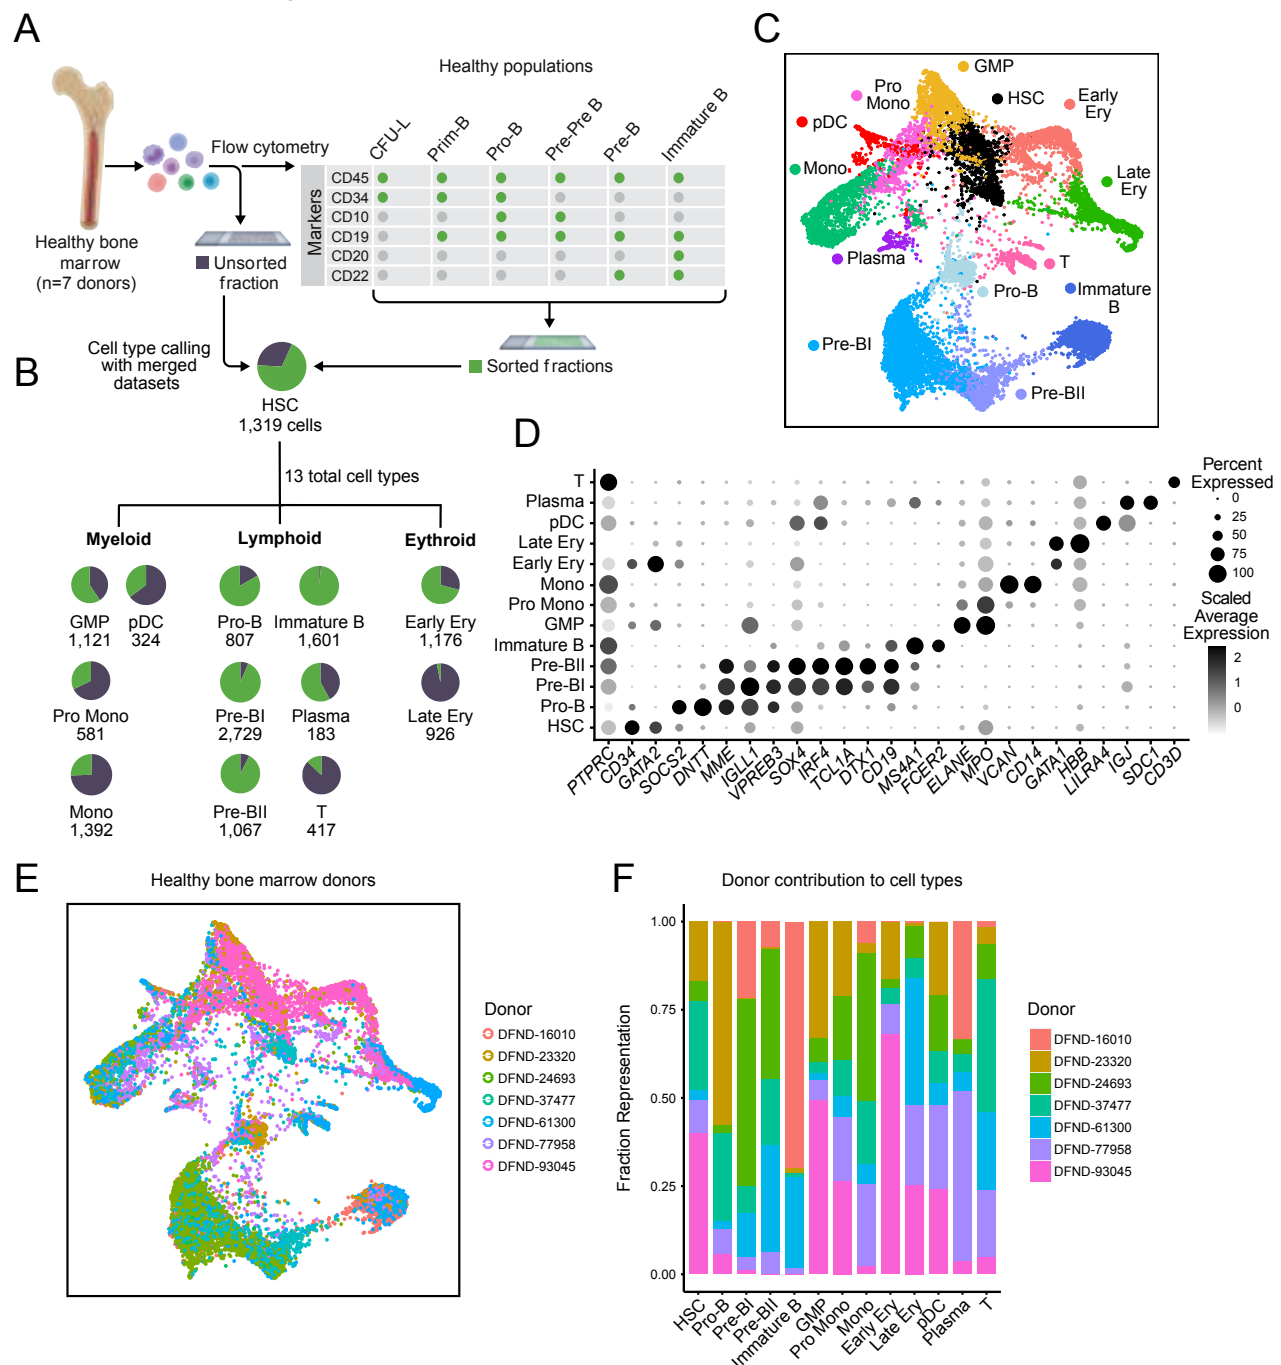 A
Healthy populations
CFU-L
Prim-B
Pro-B
Pre-Pre B
Pre-B
Immature B
Flow cytometry
Markers
CD45
CD34
CD10
CD19
CD20
CD22
Healthy bone
marrow
(n=7 donors)
Unsorted
fraction
Cell type calling
with merged
datasets
Sorted fractions
B
HSC
1,319 cells
13 total cell types
Myeloid
Lymphoid
Eythroid
GMP
1,121
pDC
324
Pro-B
807
Immature B
1,601
Early Ery
1,176
Pro Mono
581
Pre-BI
2,729
Plasma
183
Late Ery
926
Mono
1,392
Pre-BII
1,067
T
417
C
GMP
Pro
Mono
HSC
Early
Ery
pDC
Mono
Late
Ery
Plasma
T
Pro-B
Immature
B
Pre-BI
Pre-BII
D
T
Plasma
pDC
Late Ery
Early Ery
Mono
Pro Mono
GMP
Immature B
Pre-BII
Pre-BI
Pro-B
HSC
PTPRC
CD34
GATA2
SOCS2
DNTT
MME
IGLL1
VPREB3
SOX4
IRF4
TCL1A
DTX1
CD19
MS4A1
FCER2
ELANE
MPO
VCAN
CD14
GATA1
HBB
LILRA4
IGJ
SDC1
CD3D
Percent
Expressed
0
25
50
75
100
Scaled
Average
Expression
2
1
0
E
Healthy bone marrow donors
Donor
DFND-16010
DFND-23320
DFND-24693
DFND-37477
DFND-61300
DFND-77958
DFND-93045
F
Donor contribution to cell types
Fraction Representation
1.00
0.75
0.50
0.25
0.00
HSC
Pro-B
Pre-BI
Pre-BII
Immature B
GMP
Pro Mono
Mono
Early Ery
Late Ery
pDC
Plasma
T
Donor
DFND-16010
DFND-23320
DFND-24693
DFND-37477
DFND-61300
DFND-77958
DFND-93045